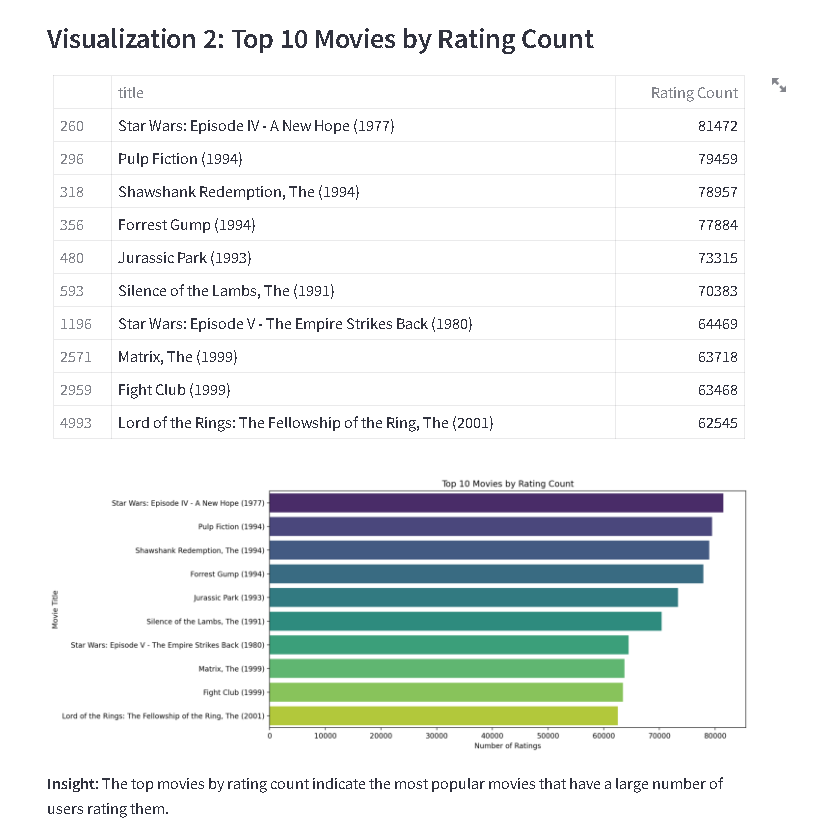 Visualization 2: Top 10 Movies by Rating Count
title Rating Count
260 Star Wars: Episode IV - A New Hope (1977) 81472
296 Pulp Fiction (1994) 79459
318 Shawshank Redemption, The (1994) 78957
356 Forrest Gump (1994) 77884
480 Jurassic Park (1993) 73315
593 Silence of the Lambs, The (1991) 70383
1196 Star Wars: Episode V - The Empire Strikes Back (1980) 64469
2571 Matrix, The (1999) 63718
2959 Fight Club (1999) 63468
4993 Lord of the Rings: The Fellowship of the Ring, The (2001) 62545
Top 10 Movies by Rating Count
Movie Title
Star Wars: Episode IV - A New Hope (1977)
Pulp Fiction (1994)
Shawshank Redemption, The (1994)
Forrest Gump (1994)
Jurassic Park (1993)
Silence of the Lambs, The (1991)
Star Wars: Episode V - The Empire Strikes Back (1980)
Matrix, The (1999)
Fight Club (1999)
Lord of the Rings: The Fellowship of the Ring, The (2001)
0 10000 20000 30000 40000 50000 60000 70000 80000
Number of Ratings
Insight: The top movies by rating count indicate the most popular movies that have a large number of
users rating them.